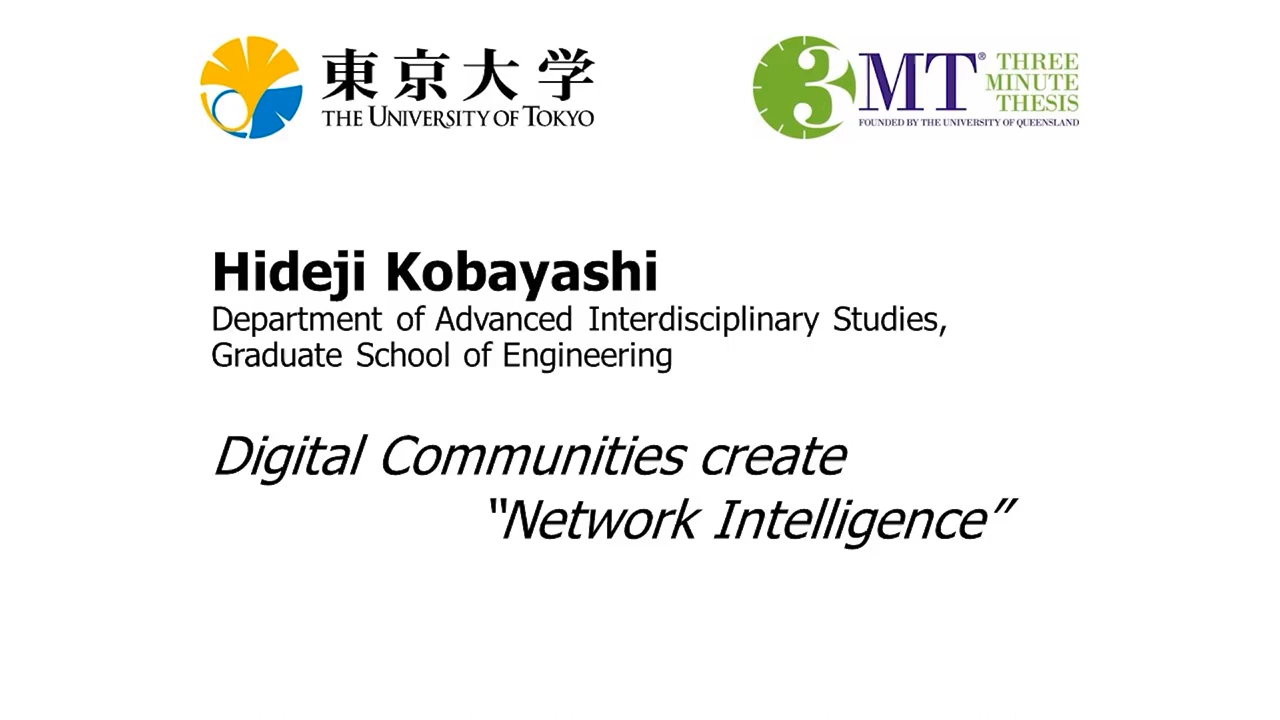 東京大学
THE UNIVERSITY OF TOKYO
3MT® THREE MINUTE THESIS
FOUNDED BY THE UNIVERSITY OF QUEENSLAND
Hideji Kobayashi
Department of Advanced Interdisciplinary Studies,
Graduate School of Engineering
Digital Communities create
“Network Intelligence”